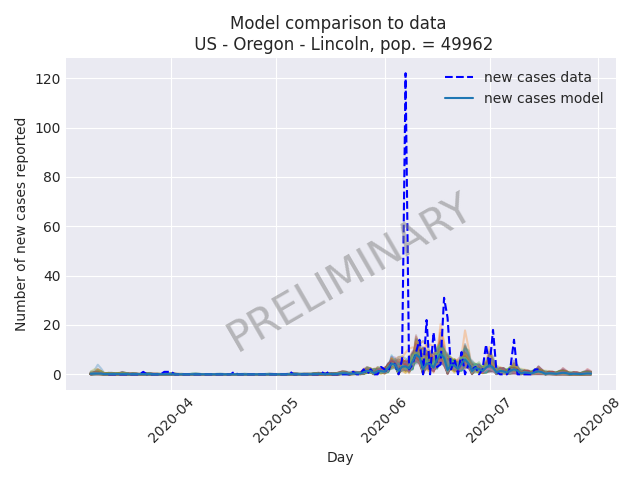 Model comparison to data
US - Oregon - Lincoln, pop. = 49962
Number of new cases reported
120
100
80
60
40
20
0
new cases data
new cases model
PRELIMINARY
2020-04
2020-05
2020-06
2020-07
2020-08
Day